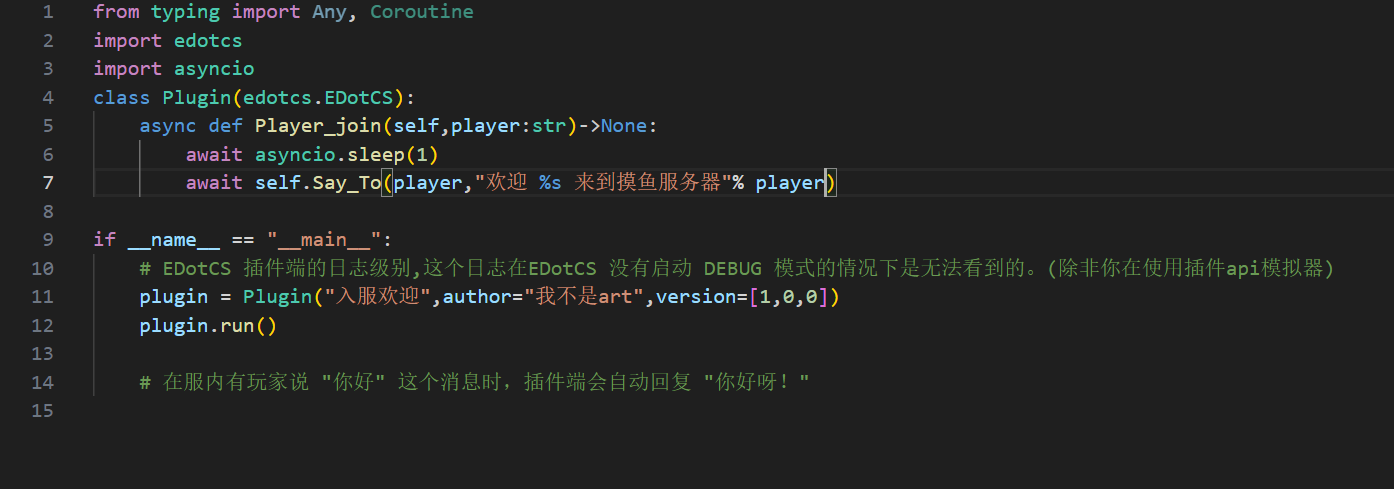 1 from typing import Any, Coroutine
2 import edotcs
3 import asyncio
4 class Plugin(edotcs.EDotCS):
5     async def Player_join(self,player:str)->None:
6         await asyncio.sleep(1)
7         await self.Say_To(player,"欢迎 %s 来到摸鱼服务器"% player)
8
9 if __name__ == "__main__":
10     # EDotCS 插件端的日志级别,这个日志在EDotCS 没有启动 DEBUG 模式的情况下是无法看到的。(除非你在使用插件api模拟器)
11     plugin = Plugin("入服欢迎",author="我不是art",version=[1,0,0])
12     plugin.run()
13
14     # 在服内有玩家说 "你好" 这个消息时，插件端会自动回复 "你好呀！"
15